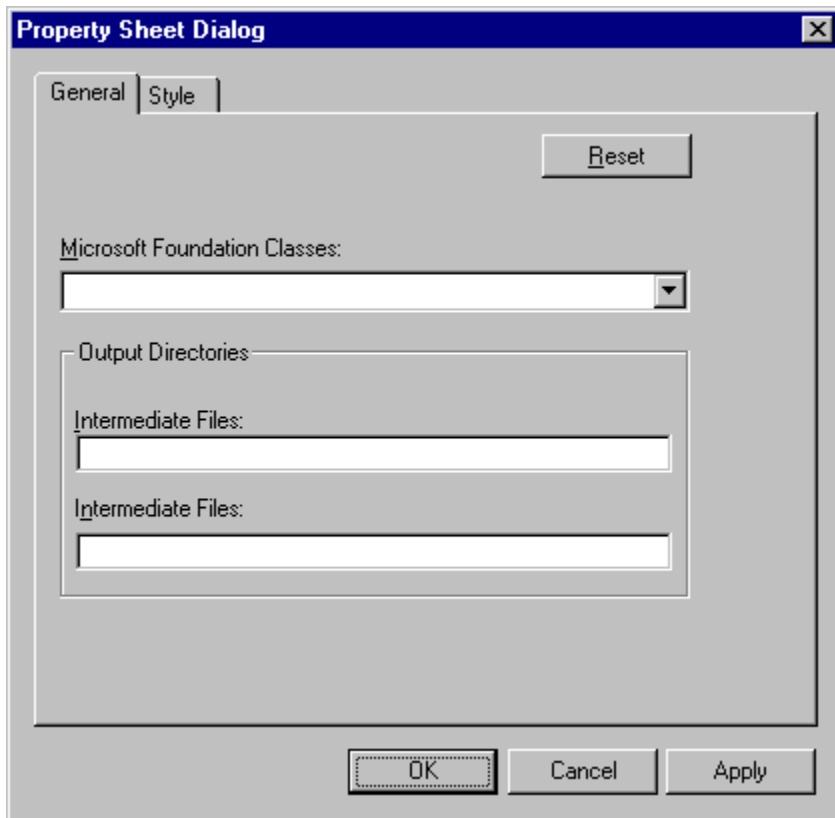 Property Sheet Dialog
General Style
Reset
Microsoft Foundation Classes:
Output Directories
Intermediate Files:
Intermediate Files:
OK Cancel Apply